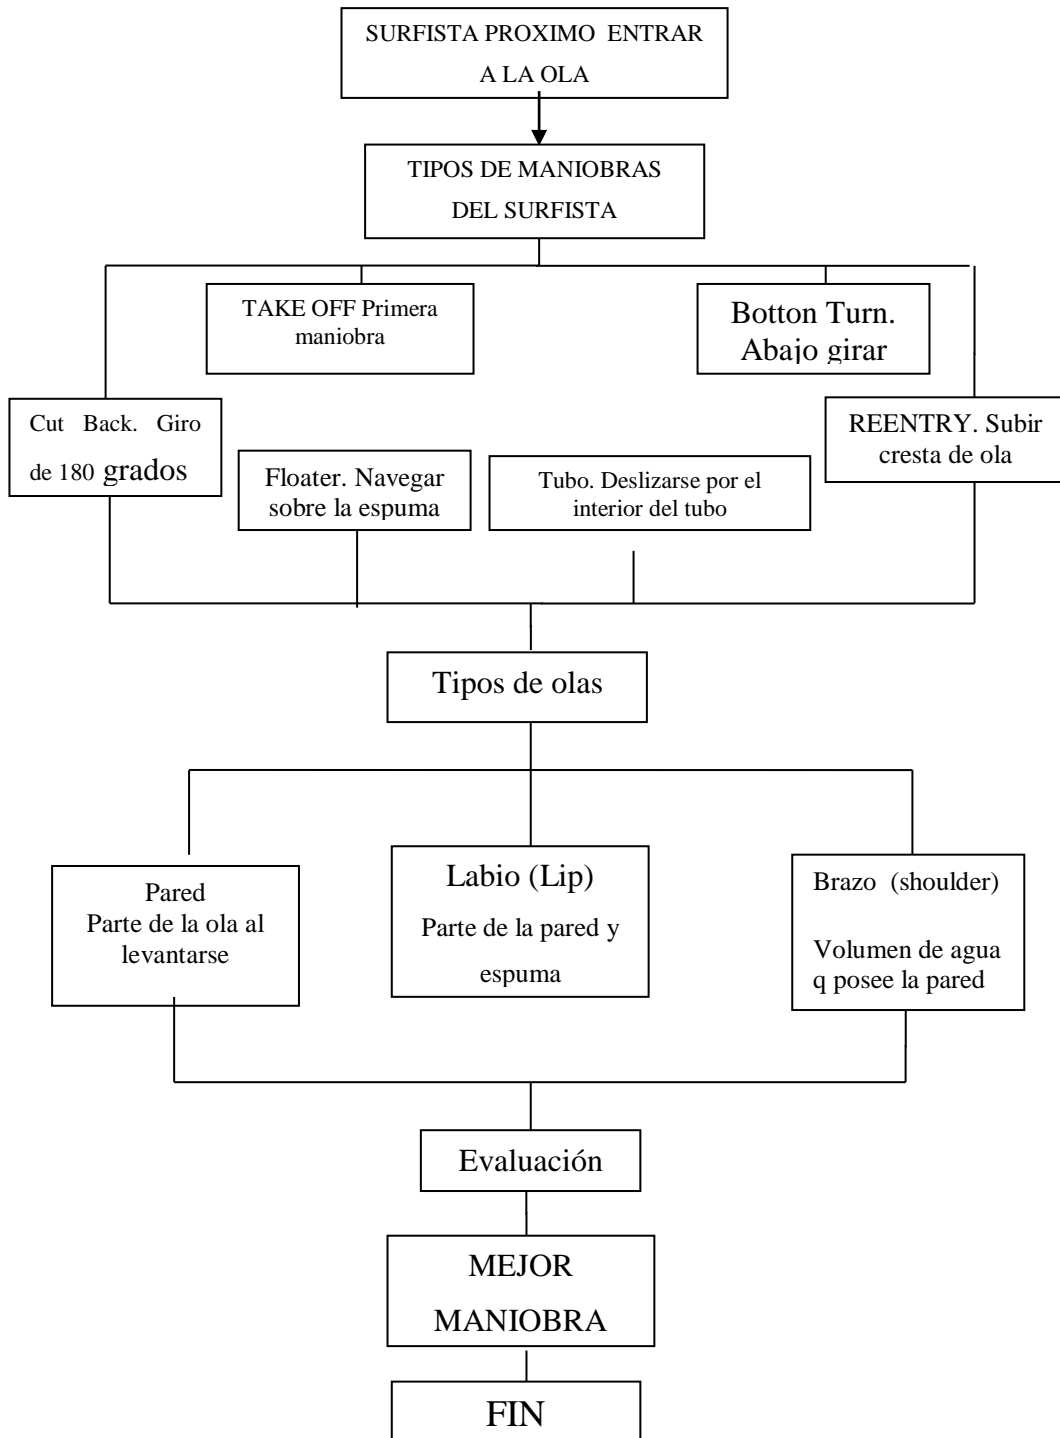 SURFISTA PROXIMO ENTRAR
A LA OLA
TIPOS DE MANIOBRAS
DEL SURFISTA
TAKE OFF Primera
maniobra
Botton Turn.
Abajo girar
Cut Back. Giro
de 180 grados
REENTRY. Subir
cresta de ola
Floater. Navegar
sobre la espuma
Tubo. Deslizarse por el
interior del tubo
Tipos de olas
Pared
Parte de la ola al
levantarse
Labio (Lip)
Parte de la pared y
espuma
Brazo (shoulder)
Volumen de agua
q posee la pared
Evaluación
MEJOR
MANIOBRA
FIN